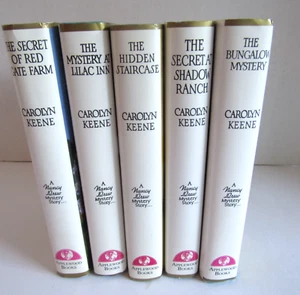 THE SECRET
OF RED
GATE FARM
CAROLYN
KEENE
A
Nancy
Drew
Mystery
Story
APPLEWOOD
BOOKS
THE
MYSTERY AT
LILAC INN
CAROLYN
KEENE
A
Nancy
Drew
Mystery
Story
APPLEWOOD
BOOKS
THE
HIDDEN
STAIRCASE
CAROLYN
KEENE
A
Nancy
Drew
Mystery
Story
APPLEWOOD
BOOKS
THE
SECRET AT
SHADOW
RANCH
CAROLYN
KEENE
A
Nancy
Drew
Mystery
Story
APPLEWOOD
BOOKS
THE
BUNGALOW
MYSTERY
CAROLYN
KEENE
A
Nancy
Drew
Mystery
Story
APPLEWOOD
BOOKS